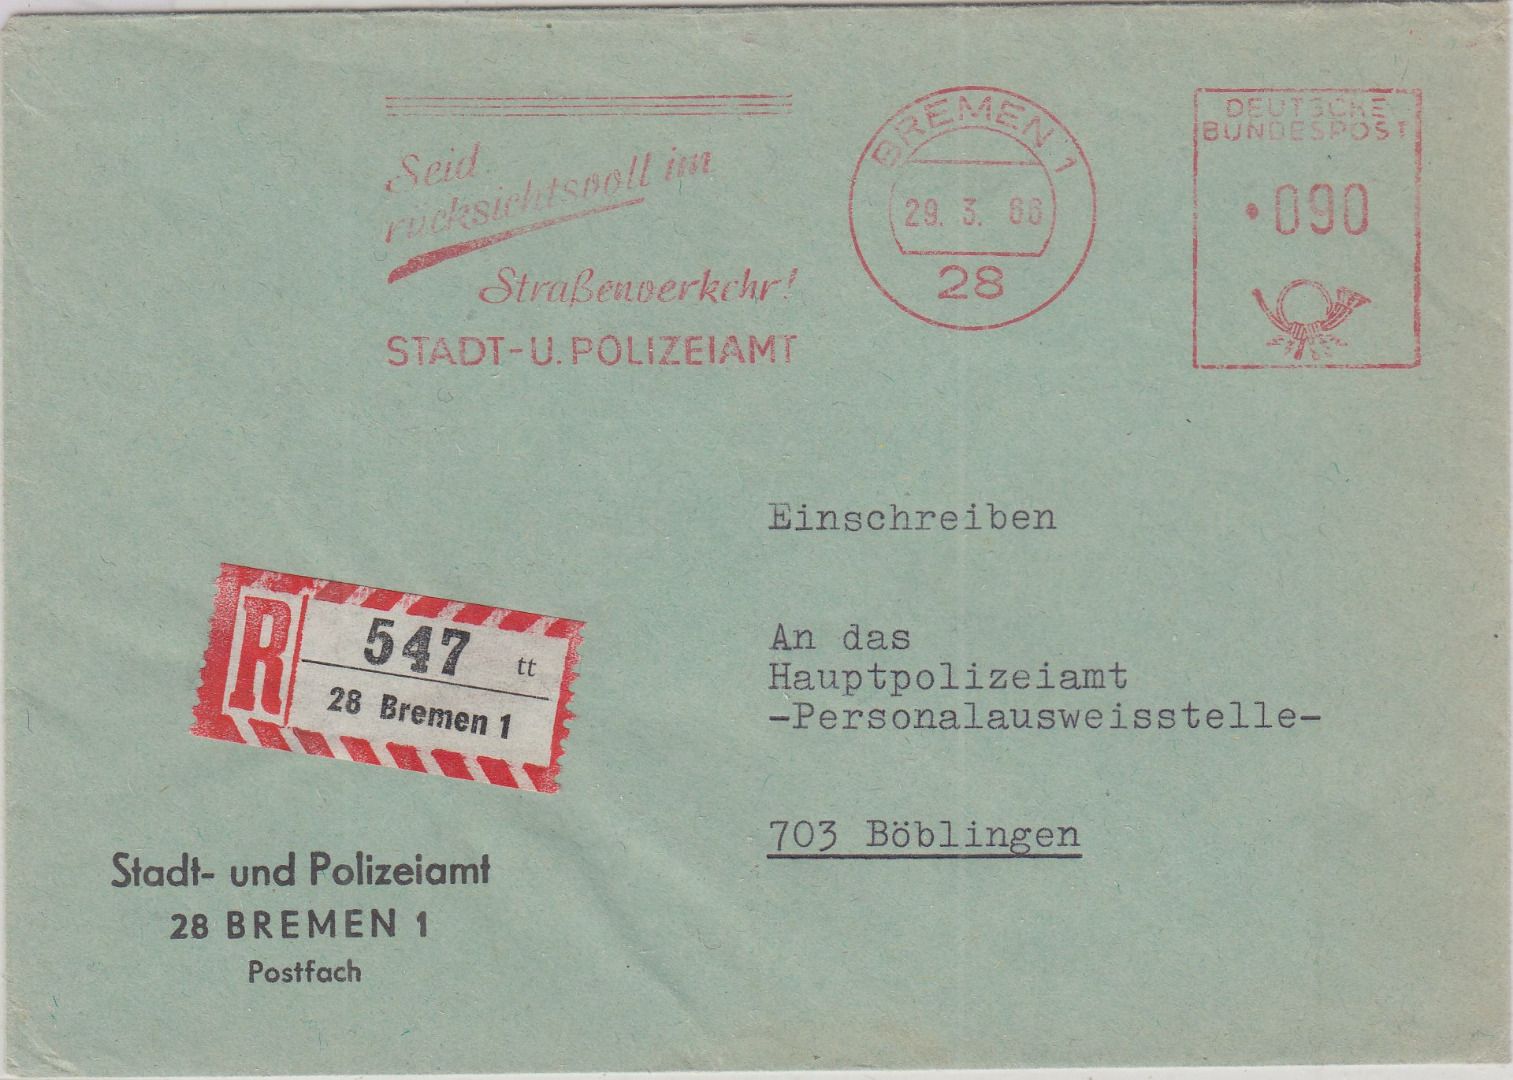 Seid
rücksichtsvoll im
Straßenverkehr!
STADT-U. POLIZEIAMT
BREMEN 1
29. 3. 66
28
DEUTSCHE
BUNDESPOST
090
Einschreiben
An das
Hauptpolizeiamt
-Personalausweisstelle-
703 Böblingen
R
547 tt
28 Bremen 1
Stadt- und Polizeiamt
28 BREMEN 1
Postfach